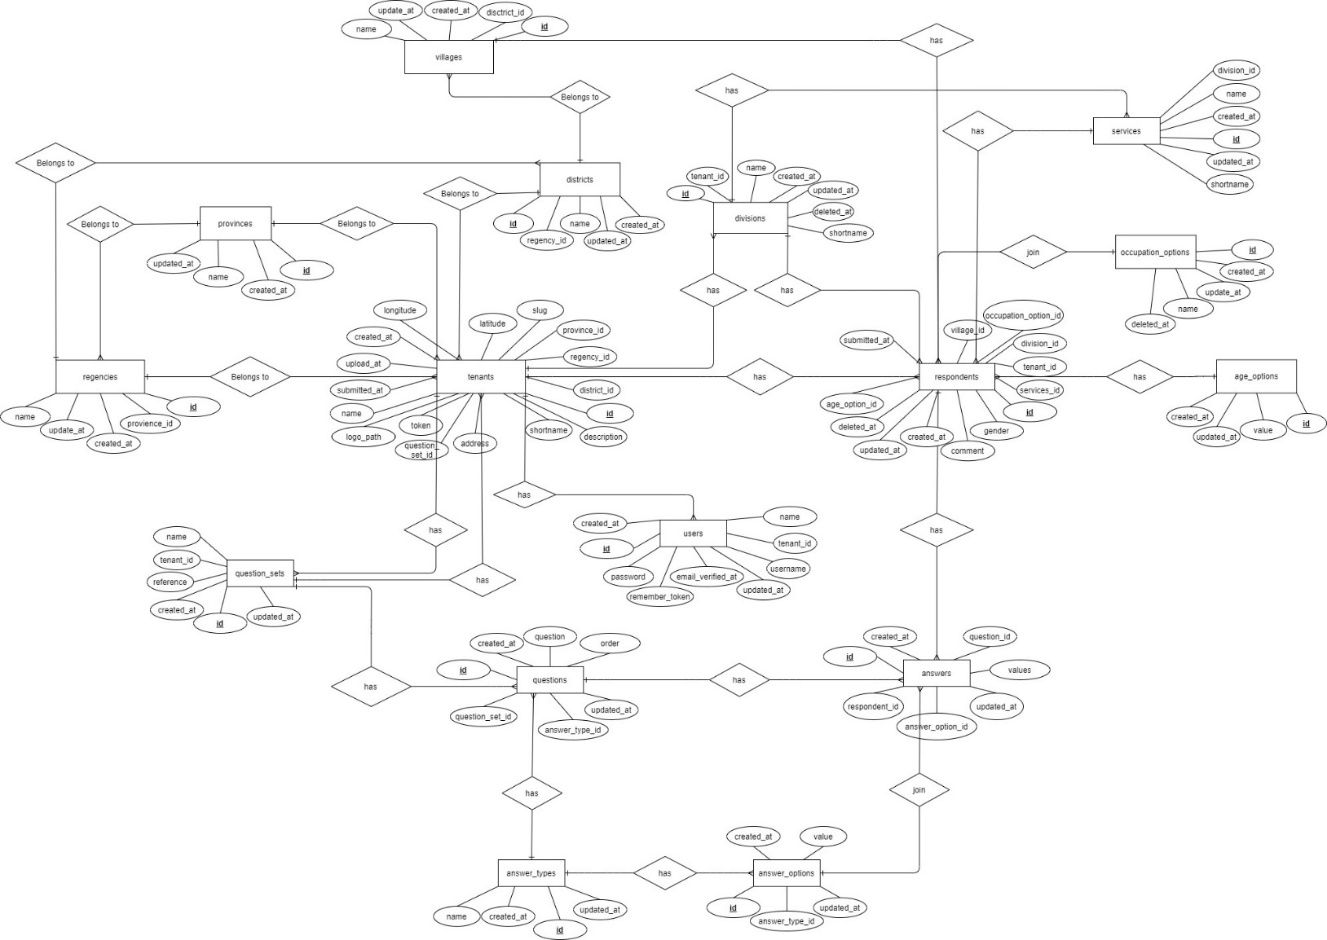 update_at
created_at
disctrict_id
id
name
villages
has
Belongs to
has
division_id
name
created_at
id
updated_at
shortname
services
has
Belongs to
districts
id
regency_id
name
updated_at
created_at
Belongs to
tenant_id
name
created_at
updated_at
id
deleted_at
shortname
divisions
Belongs to
provinces
Belongs to
updated_at
name
created_at
id
has
has
join
occupation_options
id
created_at
update_at
name
deleted_at
longitude
latitude
slug
province_id
created_at
regency_id
upload_at
submitted_at
district_id
name
id
logo_path
token
question_set_id
address
shortname
description
tenants
regencies
Belongs to
name
update_at
created_at
provience_id
id
has
submitted_at
village_id
occupation_option_id
division_id
tenant_id
services_id
id
respondents
age_option_id
deleted_at
updated_at
created_at
comment
gender
has
age_options
created_at
updated_at
value
id
has
created_at
users
name
id
tenant_id
password
email_verified_at
username
remember_token
updated_at
has
has
has
name
tenant_id
reference
question_sets
created_at
id
updated_at
has
created_at
question
order
id
questions
question_set_id
answer_type_id
updated_at
has
created_at
question_id
id
answers
values
respondent_id
answer_option_id
updated_at
has
join
answer_types
name
created_at
id
updated_at
has
created_at
value
answer_options
id
answer_type_id
updated_at